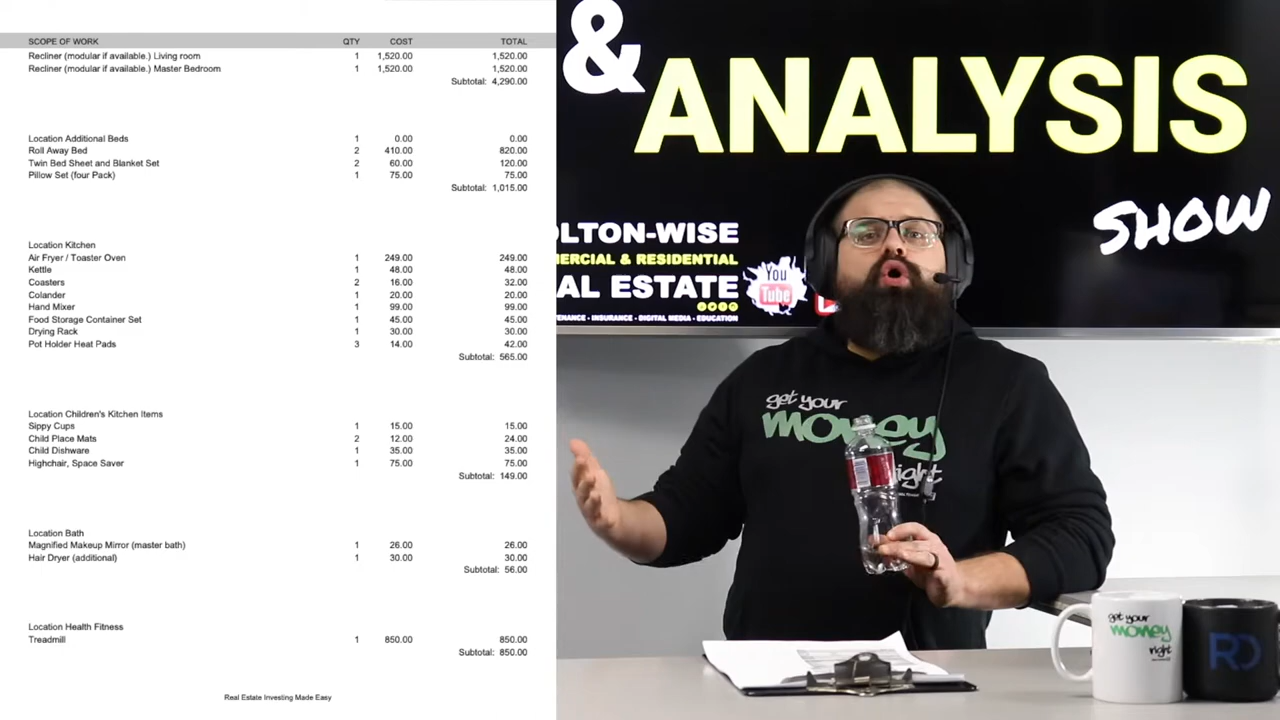 SCOPE OF WORK QTY COST TOTAL
Recliner (modular if available.) Living room 1 1,520.00 1,520.00
Recliner (modular if available.) Master Bedroom 1 1,520.00 1,520.00
Subtotal: 4,290.00
Location Additional Beds 1 0.00 0.00
Roll Away Bed 2 410.00 820.00
Twin Bed Sheet and Blanket Set 2 60.00 120.00
Pillow Set (four Pack) 1 75.00 75.00
Subtotal: 1,015.00
Location Kitchen
Air Fryer / Toaster Oven 1 249.00 249.00
Kettle 1 48.00 48.00
Coasters 2 16.00 32.00
Colander 1 20.00 20.00
Hand Mixer 1 99.00 99.00
Food Storage Container Set 1 45.00 45.00
Drying Rack 1 30.00 30.00
Pot Holder Heat Pads 3 14.00 42.00
Subtotal: 565.00
Location Children's Kitchen Items
Sippy Cups 1 15.00 15.00
Child Place Mats 2 12.00 24.00
Child Dishware 1 35.00 35.00
Highchair, Space Saver 1 75.00 75.00
Subtotal: 149.00
Location Bath
Magnified Makeup Mirror (master bath) 1 26.00 26.00
Hair Dryer (additional) 1 30.00 30.00
Subtotal: 56.00
Location Health Fitness
Treadmill 1 850.00 850.00
Subtotal: 850.00
Real Estate Investing Made Easy
&
ANALYSIS
SHOW
OLTON-WISE
ERCIAL & RESIDENTIAL
AL ESTATE
TENANCE - INSURANCE - DIGITAL MEDIA - EDUCATION
You
Tube
get your
money
right
get your
money
right
RD